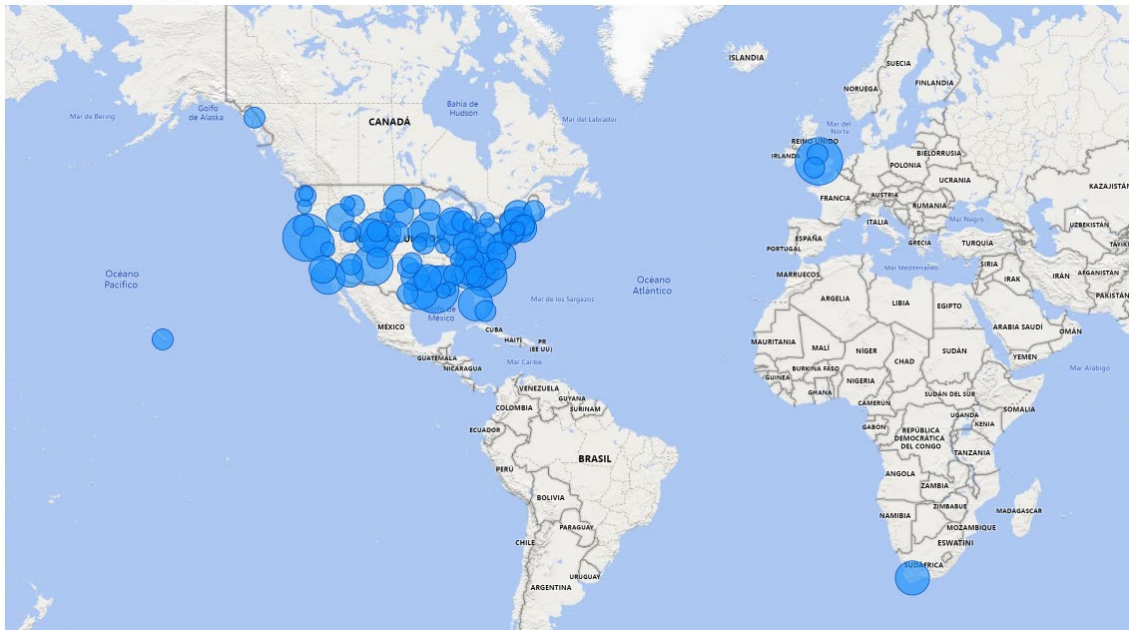 ISLANDIA
SUECIA
FINLANDIA
NORUEGA
Golfo
de Alaska
Mar de Bering
Bahía de
Hudson
CANADÁ
Mar del Labrador
Mar del
Norte
REINO UNIDO
IRLANDA
BIELORRUSIA
POLONIA
UCRANIA
KAZAJISTÁN
FRANCIA
AUSTRIA
RUMANIA
ITALIA
Mar Negro
UZBEKISTÁN
ESPAÑA
PORTUGAL
GRECIA
TURQUÍA
Océano
Pacífico
Océano
Atlántico
Mar Mediterráneo
SIRIA
IRAK
IRÁN
AFGANISTÁN
PAKISTÁN
MARRUECOS
ARGELIA
LIBIA
EGIPTO
Mar de los Sargazos
ARABIA SAUDÍ
OMÁN
México
MÉXICO
CUBA
HAITÍ
PR
(EE UU)
MAURITANIA
MALÍ
NÍGER
CHAD
SUDÁN
YEMEN
Mar Arábigo
GUATEMALA
NICARAGUA
Mar Caribe
BURKINA FASO
GUINEA
GHANA
NIGERIA
SUDÁN DEL SUR
SOMALIA
VENEZUELA
GUYANA
SURINAM
COLOMBIA
CAMERÚN
UGANDA
KENIA
GABÓN
REPÚBLICA
DEMOCRÁTICA
DEL CONGO
ECUADOR
TANZANIA
PERÚ
BRASIL
ANGOLA
ZAMBIA
BOLIVIA
ZIMBABUE
MADAGASCAR
NAMIBIA
MOZAMBIQUE
PARAGUAY
CHILE
ESWATINI
SUDÁFRICA
URUGUAY
ARGENTINA